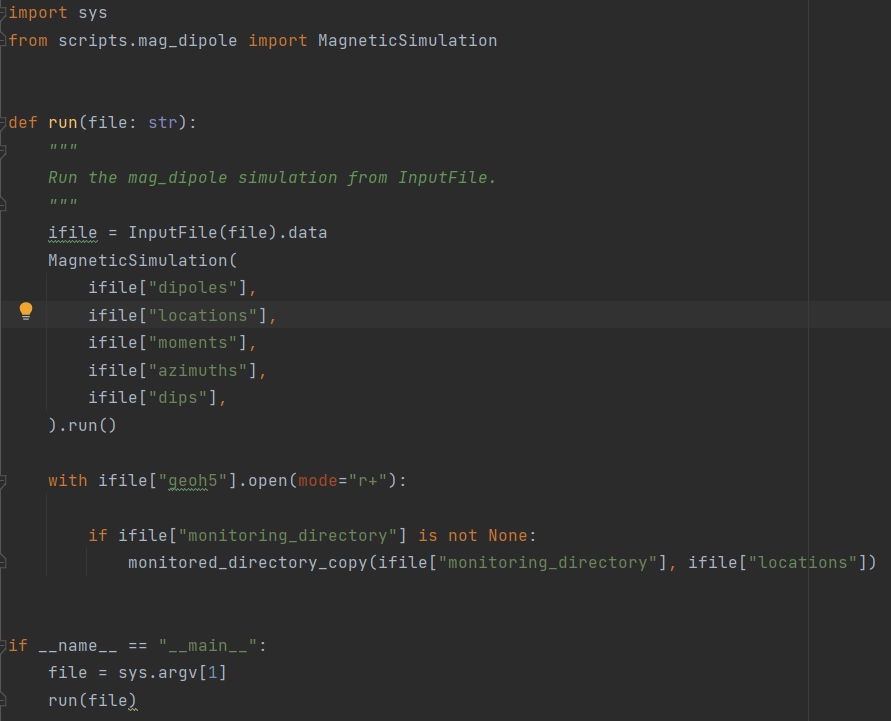 import sys
from scripts.mag_dipole import MagneticSimulation
def run(file: str):
"""
Run the mag_dipole simulation from InputFile.
"""
ifile = InputFile(file).data
MagneticSimulation(
ifile["dipoles"],
ifile["locations"],
ifile["moments"],
ifile["azimuths"],
ifile["dips"],
).run()
with ifile["geoh5"].open(mode="r+"):
if ifile["monitoring_directory"] is not None:
monitored_directory_copy(ifile["monitoring_directory"], ifile["locations"])
if __name__ == "__main__":
file = sys.argv[1]
run(file)